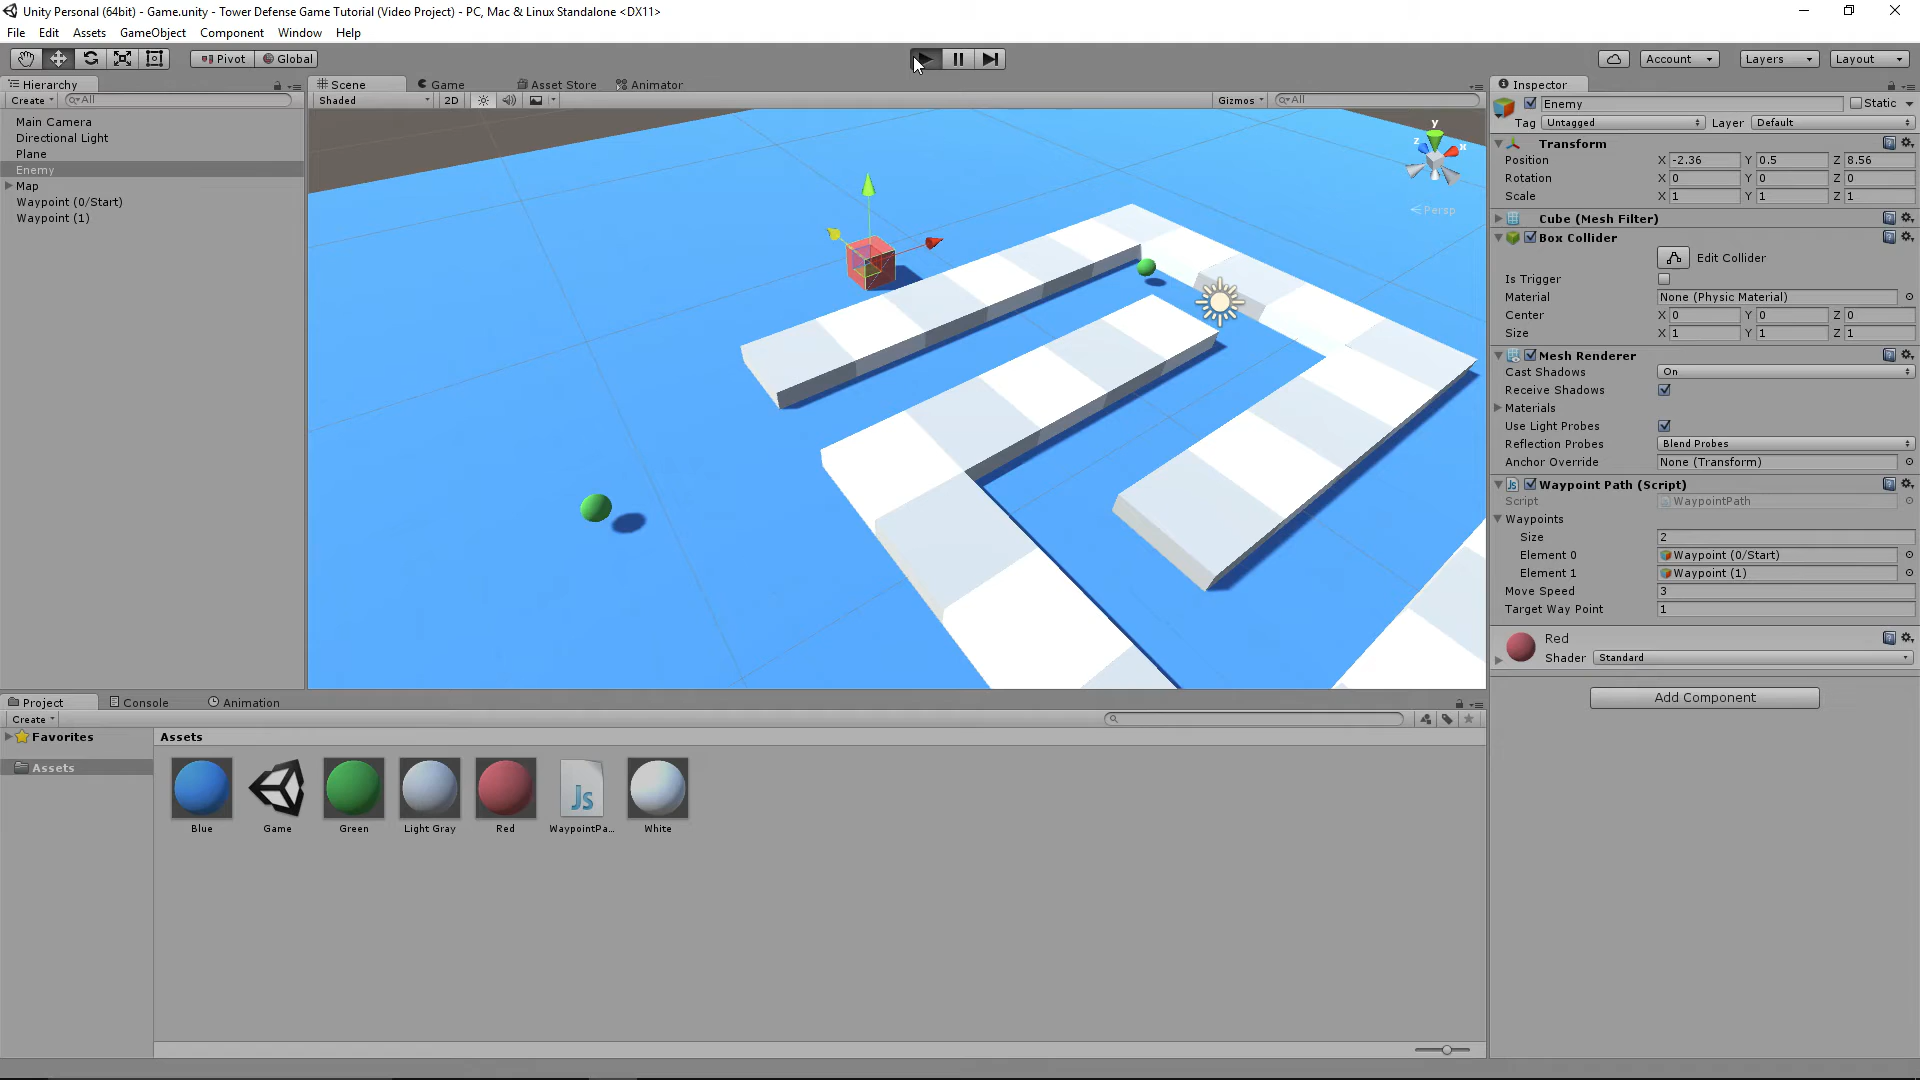 Unity Personal (64bit) - Game.unity - Tower Defense Game Tutorial (Video Project) - PC, Mac & Linux Standalone <DX11>
File Edit Assets GameObject Component Window Help
Pivot Global Account Layers Layout
Hierarchy
Create All
Main Camera
Directional Light
Plane
Enemy
Map
Waypoint (0/Start)
Waypoint (1)
Scene Game Asset Store Animator
Shaded 2D Gizmos All
y
z x
Persp
Inspector
Enemy Static
Tag Untagged Layer Default
Transform
Position X -2.36 Y 0.5 Z 8.56
Rotation X 0 Y 0 Z 0
Scale X 1 Y 1 Z 1
Cube (Mesh Filter)
Box Collider
Edit Collider
Is Trigger
Material None (Physic Material)
Center X 0 Y 0 Z 0
Size X 1 Y 1 Z 1
Mesh Renderer
Cast Shadows On
Receive Shadows
Materials
Use Light Probes
Reflection Probes Blend Probes
Anchor Override None (Transform)
Js Waypoint Path (Script)
Script WaypointPath
Waypoints
Size 2
Element 0 Waypoint (0/Start)
Element 1 Waypoint (1)
Move Speed 3
Target Way Point 1
Red
Shader Standard
Add Component
Project Console Animation
Create
Favorites
Assets
Assets
Js
Blue Game Green Light Gray Red WaypointPa... White